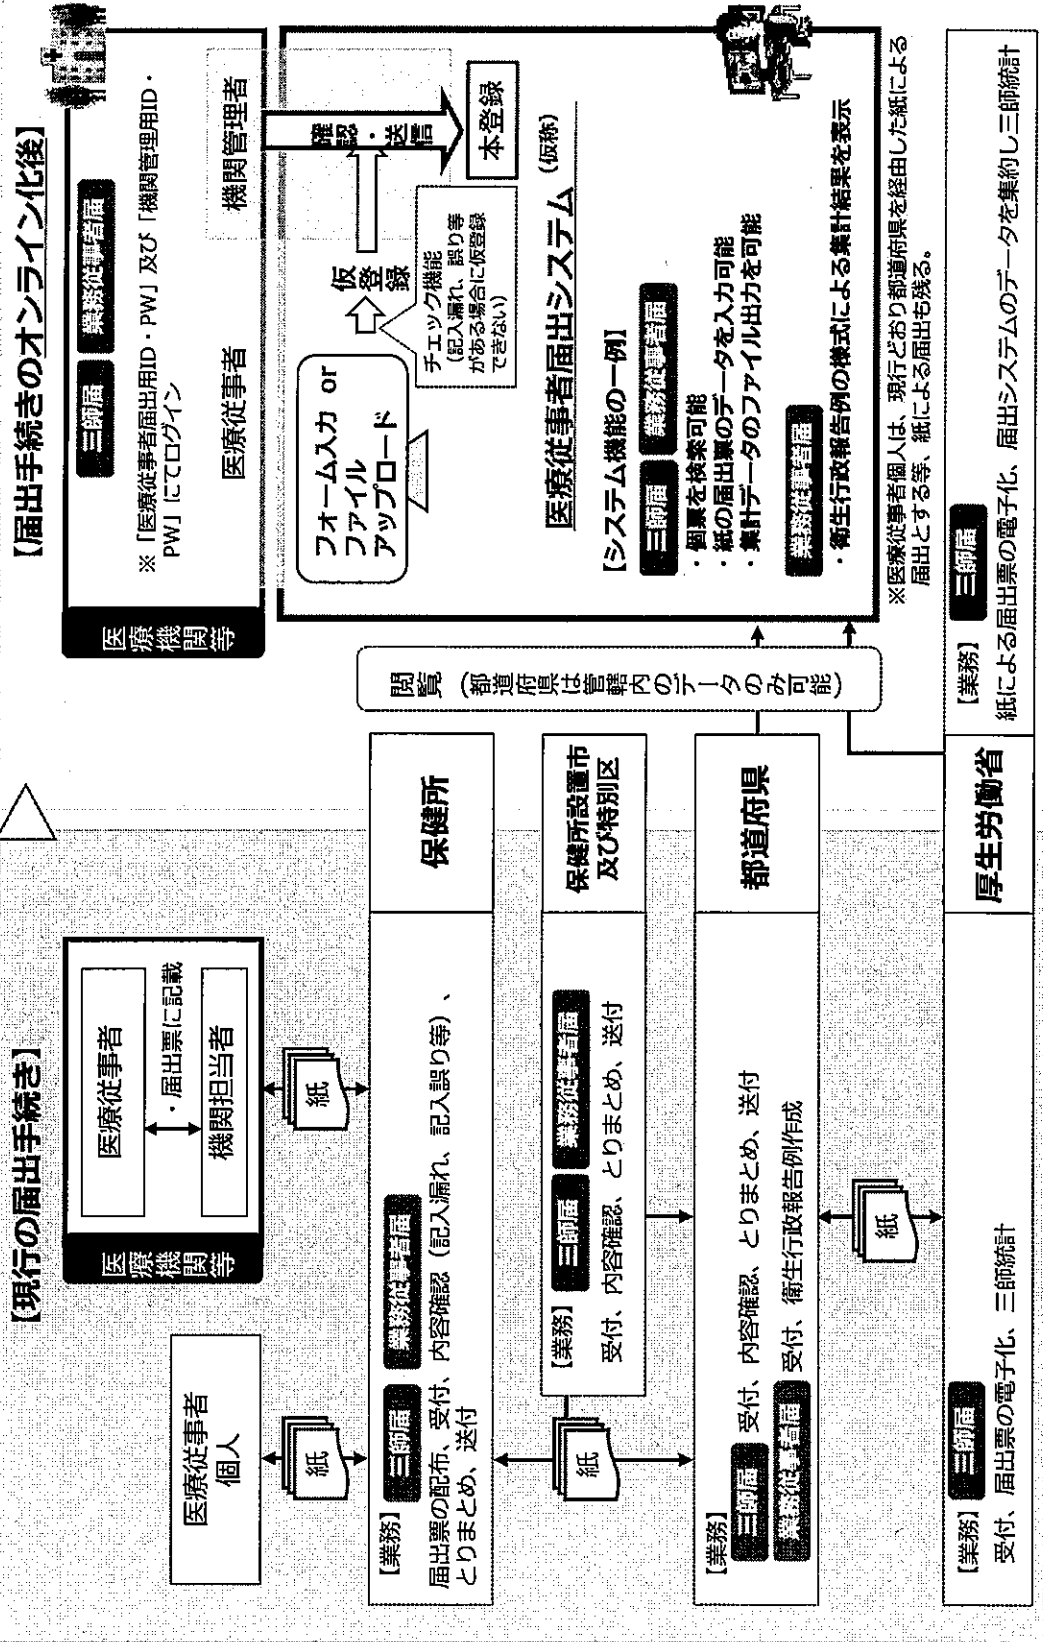 【現行の届出手続き】
医療従事者
個人
医療機関等
医療従事者
・届出票に記載
機関担当者
紙
紙
【業務】
三師届
業務従事者届
届出票の配布、受付、内容確認（記入漏れ、記入誤り等）、
とりまとめ、送付
保健所
紙
【業務】
三師届
業務従事者届
受付、内容確認、とりまとめ、送付
保健所設置市
及び特別区
【業務】
三師届
受付、内容確認、とりまとめ、送付
業務従事者届
受付、衛生行政報告例作成
都道府県
紙
【業務】
三師届
受付、届出票の電子化、三師統計
厚生労働省
【届出手続きのオンライン化後】
医療機関等
三師届
業務従事者届
※「医療従事者届出用ID・PW」及び「機関管理用ID・
PW」にてログイン
医療従事者
機関管理者
フォーム入力 or
ファイル
アップロード
仮登録
確認・送信
本登録
チェック機能
（記入漏れ、誤り等
がある場合に仮登録
できない）
医療従事者届出システム（仮称）
【システム機能の一例】
三師届
業務従事者届
・個票を検索可能
・紙の届出票のデータを入力可能
・集計データのファイル出力を可能
業務従事者届
・衛生行政報告例の様式による集計結果を表示
閲覧（都道府県は管轄内のデータのみ可能）
※医療従事者個人は、現行どおり都道府県を経由した紙による
届出とする等、紙による届出も残る。
【業務】
三師届
紙による届出票の電子化、届出システムのデータを集約し三師統計